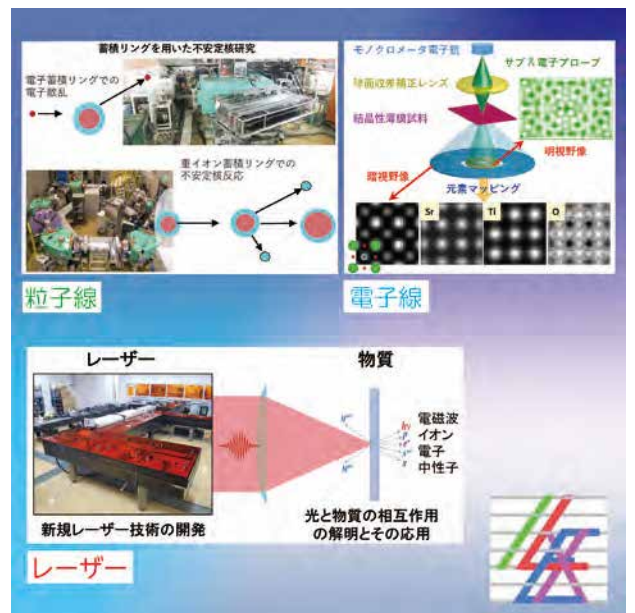 蓄積リングを用いた不安定核研究
電子蓄積リングでの
電子散乱
重イオン蓄積リングでの
不安定核反応
粒子線
モノクロメータ電子銃
サブÅ電子プローブ
球面収差補正レンズ
結晶性薄膜試料
明視野像
暗視野像
元素マッピング
Sr
Ti
O
電子線
レーザー
物質
電磁波
イオン
電子
中性子
新規レーザー技術の開発
光と物質の相互作用
の解明とその応用
レーザー